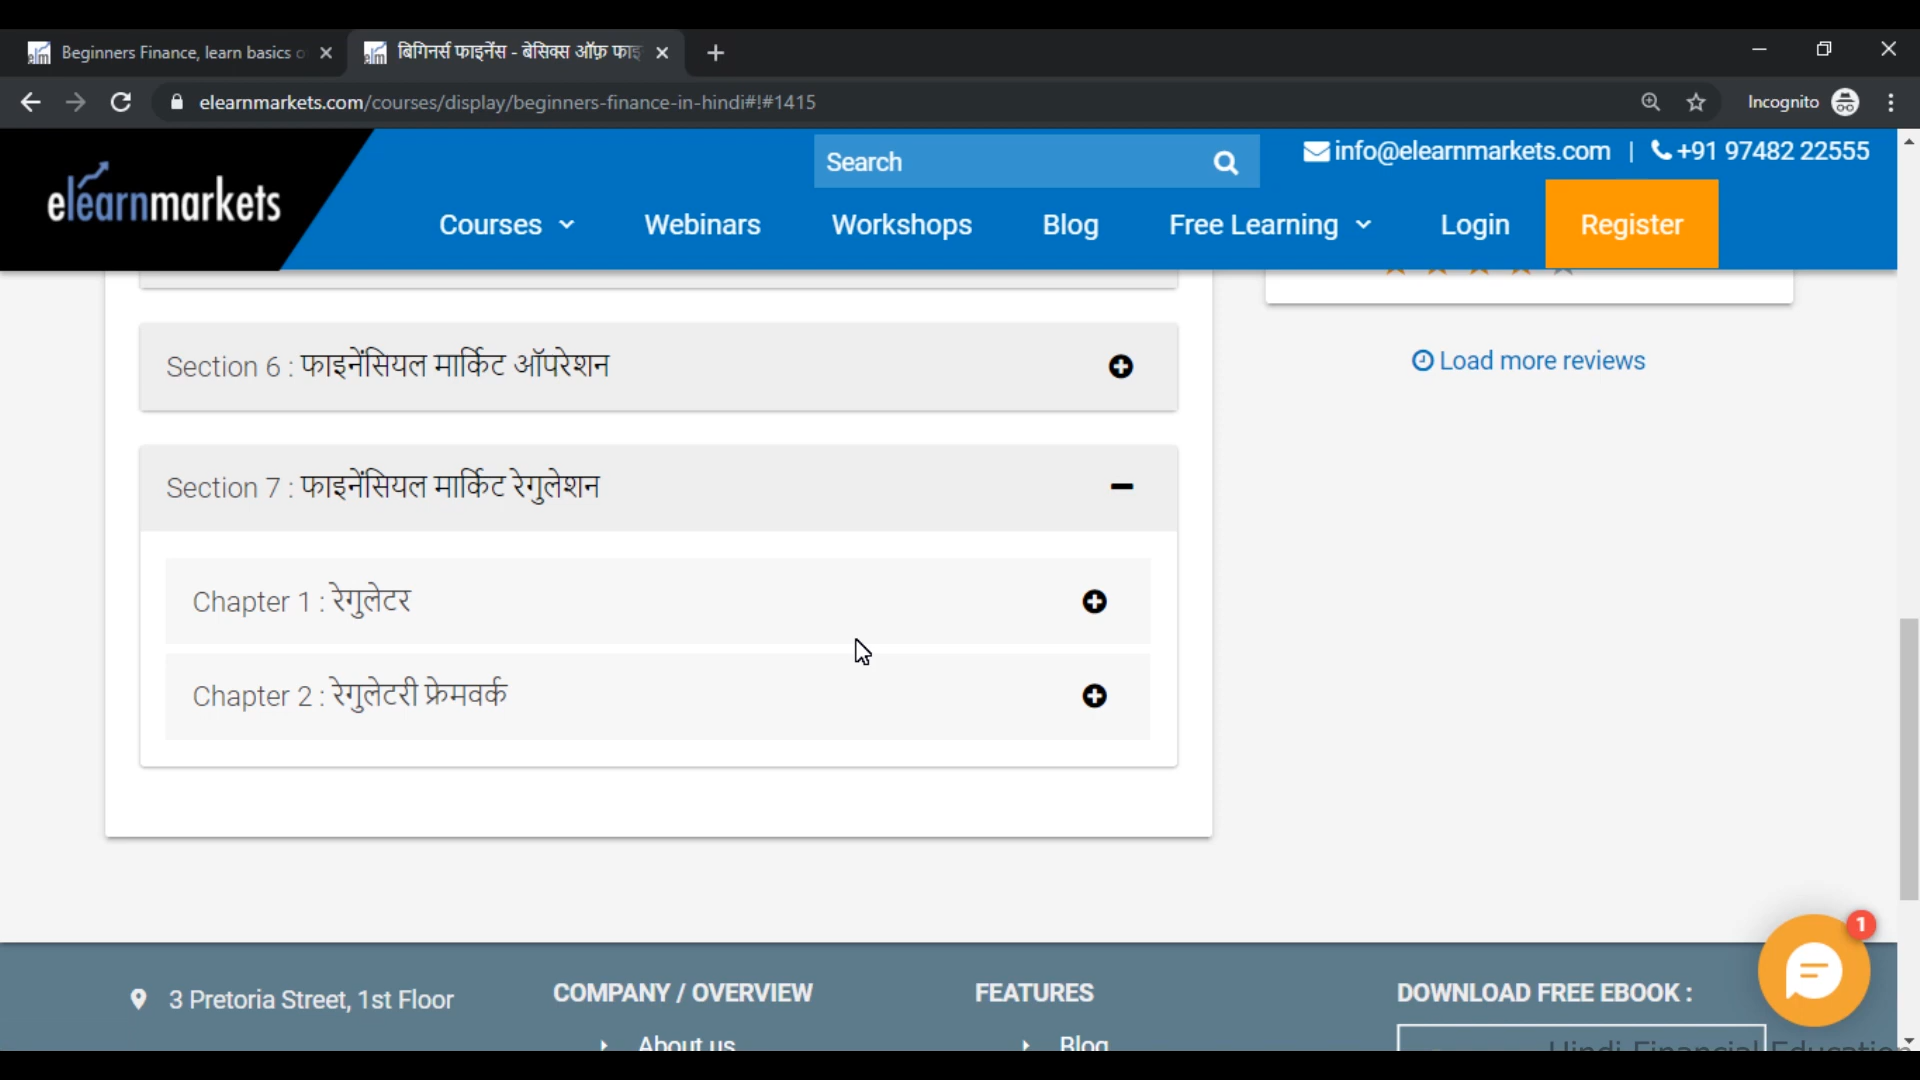 Beginners Finance, learn basics o
बिगिनर्स फाइनेंस - बेसिक्स ऑफ़ फाइ
elearnmarkets.com/courses/display/beginners-finance-in-hindi#!#1415
Incognito
elearnmarkets
Search
info@elearnmarkets.com | +91 97482 22555
Courses Webinars Workshops Blog Free Learning Login Register
Section 6 : फाइनेंसियल मार्किट ऑपरेशन
Load more reviews
Section 7 : फाइनेंसियल मार्किट रेगुलेशन
Chapter 1 : रेगुलेटर
Chapter 2 : रेगुलेटरी फ्रेमवर्क
1
3 Pretoria Street, 1st Floor
COMPANY / OVERVIEW
FEATURES
DOWNLOAD FREE EBOOK :
About us
Blog
Hindi Financial Education